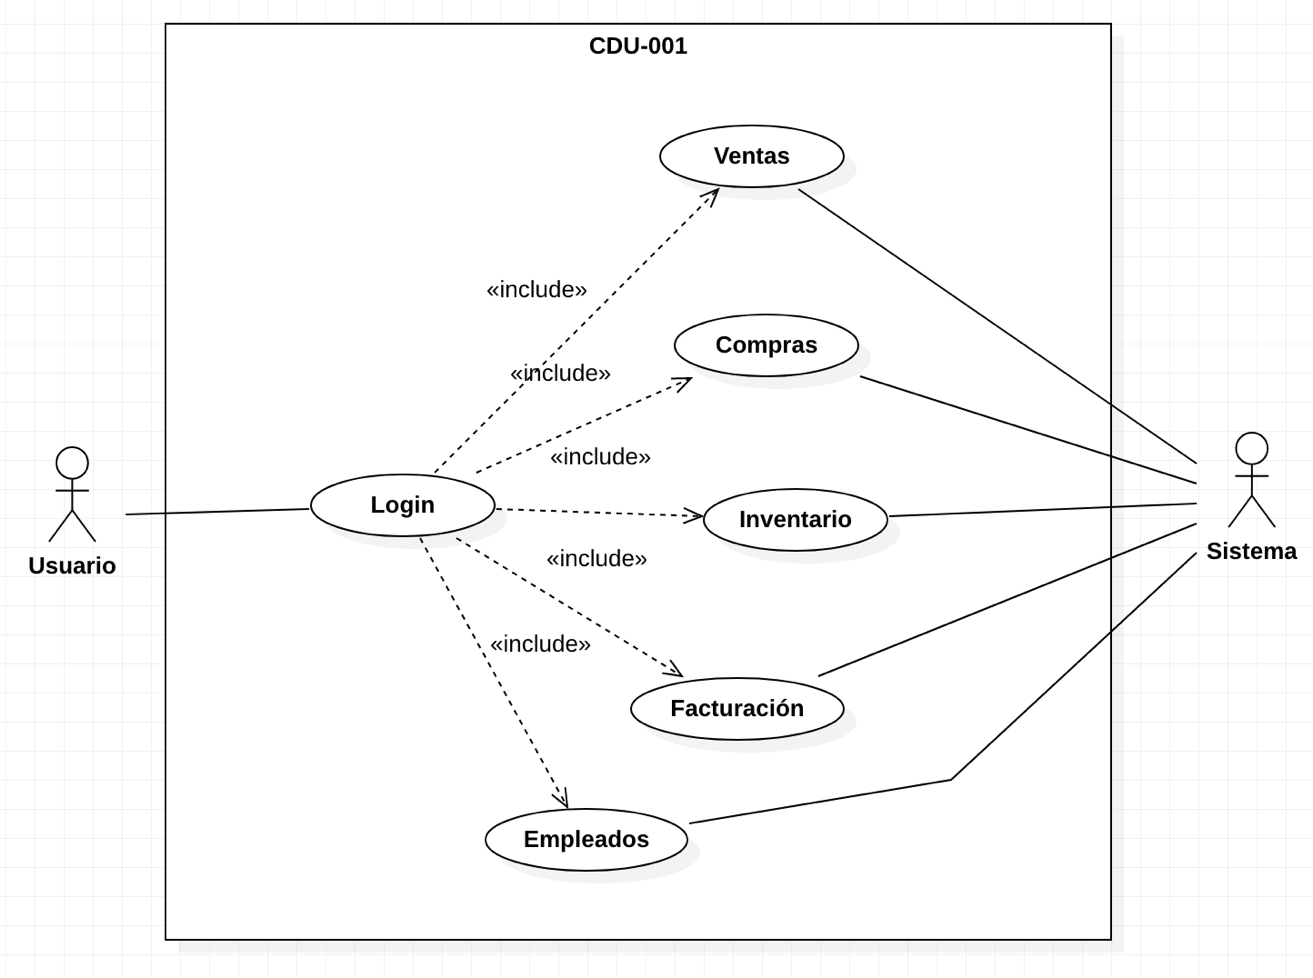 CDU-001
Ventas
«include»
Compras
«include»
«include»
Login
Inventario
Usuario
Sistema
«include»
«include»
Facturación
Empleados